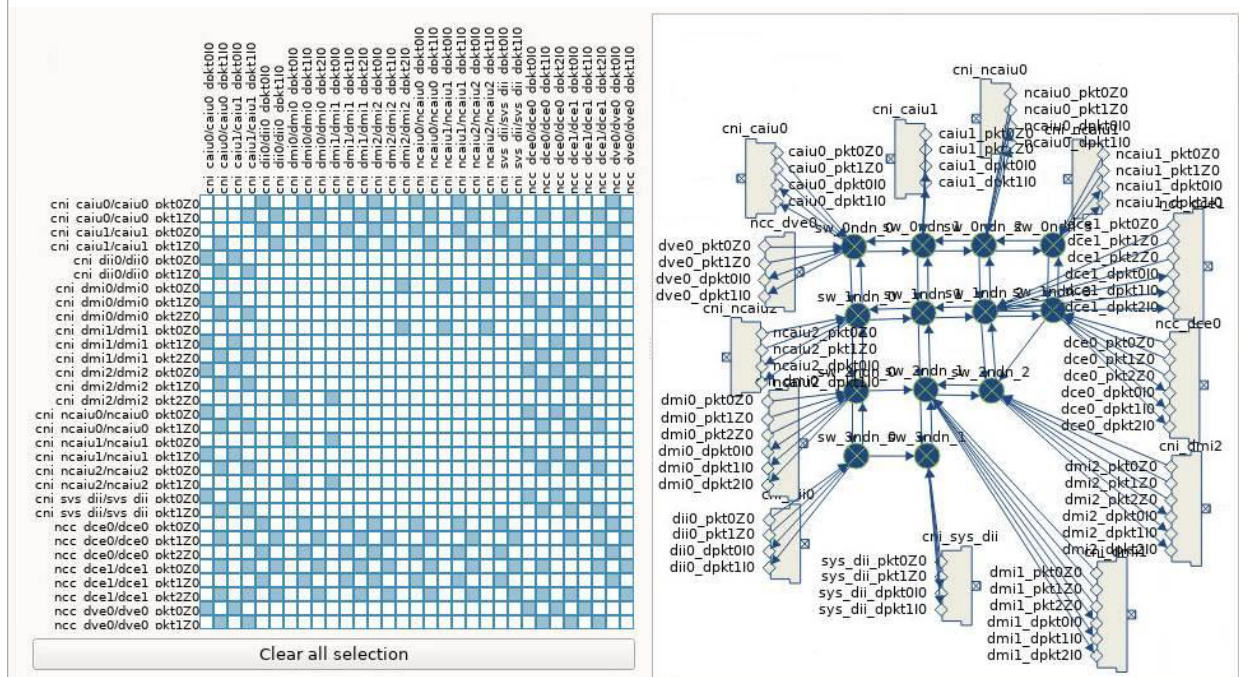 cni caiu0/caiu0 dpkt0I0
cni caiu0/caiu0 dpkt1I0
cni caiu1/caiu1 dpkt0I0
cni caiu1/caiu1 dpkt1I0
cni dii0/dii0 dpkt0I0
cni dii0/dii0 dpkt1I0
cni dmi0/dmi0 dpkt0I0
cni dmi0/dmi0 dpkt1I0
cni dmi0/dmi0 dpkt2I0
cni dmi1/dmi1 dpkt0I0
cni dmi1/dmi1 dpkt1I0
cni dmi1/dmi1 dpkt2I0
cni dmi2/dmi2 dpkt0I0
cni dmi2/dmi2 dpkt1I0
cni dmi2/dmi2 dpkt2I0
cni ncaiu0/ncaiu0 dpkt0I0
cni ncaiu0/ncaiu0 dpkt1I0
cni ncaiu1/ncaiu1 dpkt0I0
cni ncaiu1/ncaiu1 dpkt1I0
cni ncaiu2/ncaiu2 dpkt0I0
cni ncaiu2/ncaiu2 dpkt1I0
cni svs dii/svs dii dpkt0I0
cni svs dii/svs dii dpkt1I0
ncc dce0/dce0 dpkt0I0
ncc dce0/dce0 dpkt1I0
ncc dce0/dce0 dpkt2I0
ncc dce1/dce1 dpkt0I0
ncc dce1/dce1 dpkt1I0
ncc dce1/dce1 dpkt2I0
ncc dve0/dve0 dpkt0I0
ncc dve0/dve0 dpkt1I0
cni caiu0/caiu0 pkt0Z0
cni caiu0/caiu0 pkt1Z0
cni caiu1/caiu1 pkt0Z0
cni caiu1/caiu1 pkt1Z0
cni dii0/dii0 pkt0Z0
cni dii0/dii0 pkt1Z0
cni dmi0/dmi0 pkt0Z0
cni dmi0/dmi0 pkt1Z0
cni dmi0/dmi0 pkt2Z0
cni dmi1/dmi1 pkt0Z0
cni dmi1/dmi1 pkt1Z0
cni dmi1/dmi1 pkt2Z0
cni dmi2/dmi2 pkt0Z0
cni dmi2/dmi2 pkt1Z0
cni dmi2/dmi2 pkt2Z0
cni ncaiu0/ncaiu0 pkt0Z0
cni ncaiu0/ncaiu0 pkt1Z0
cni ncaiu1/ncaiu1 pkt0Z0
cni ncaiu1/ncaiu1 pkt1Z0
cni ncaiu2/ncaiu2 pkt0Z0
cni ncaiu2/ncaiu2 pkt1Z0
cni svs dii/svs dii pkt0Z0
cni svs dii/svs dii pkt1Z0
ncc dce0/dce0 pkt0Z0
ncc dce0/dce0 pkt1Z0
ncc dce0/dce0 pkt2Z0
ncc dce1/dce1 pkt0Z0
ncc dce1/dce1 pkt1Z0
ncc dce1/dce1 pkt2Z0
ncc dve0/dve0 pkt0Z0
ncc dve0/dve0 pkt1Z0
Clear all selection
cni_ncaiu0
ncaiu0_pkt0Z0
ncaiu0_pkt1Z0
ncaiu0_dpkt0I0
ncaiu0_dpkt1I0
cni_caiu1
caiu1_pkt0Z0
caiu1_pkt1Z0
caiu1_dpkt0I0
caiu1_dpkt1I0
cni_caiu0
caiu0_pkt0Z0
caiu0_pkt1Z0
caiu0_dpkt0I0
caiu0_dpkt1I0
ncaiu1_pkt0Z0
ncaiu1_pkt1Z0
ncaiu1_dpkt0I0
ncaiu1_dpkt1I0
ncc_dve0
dve0_pkt0Z0
dve0_pkt1Z0
dve0_dpkt0I0
dve0_dpkt1I0
dce1_pkt0Z0
dce1_pkt1Z0
dce1_pkt2Z0
dce1_dpkt0I0
dce1_dpkt1I0
dce1_dpkt2I0
cni_ncaiu2
ncaiu2_pkt0Z0
ncaiu2_pkt1Z0
ncaiu2_dpkt0I0
ncc_dce0
dce0_pkt0Z0
dce0_pkt1Z0
dce0_pkt2Z0
dce0_dpkt0I0
dce0_dpkt1I0
dce0_dpkt2I0
dmi0_pkt0Z0
dmi0_pkt1Z0
dmi0_pkt2Z0
dmi0_dpkt0I0
dmi0_dpkt1I0
dmi0_dpkt2I0
cni_dmi2
dmi2_pkt0Z0
dmi2_pkt1Z0
dmi2_pkt2Z0
dmi2_dpkt0I0
dmi2_dpkt1I0
dmi2_dpkt2I0
dii0_pkt0Z0
dii0_pkt1Z0
dii0_dpkt0I0
dii0_dpkt1I0
cni_sys_dii
sys_dii_pkt0Z0
sys_dii_pkt1Z0
sys_dii_dpkt0I0
sys_dii_dpkt1I0
dmi1_pkt0Z0
dmi1_pkt1Z0
dmi1_pkt2Z0
dmi1_dpkt0I0
dmi1_dpkt1I0
dmi1_dpkt2I0